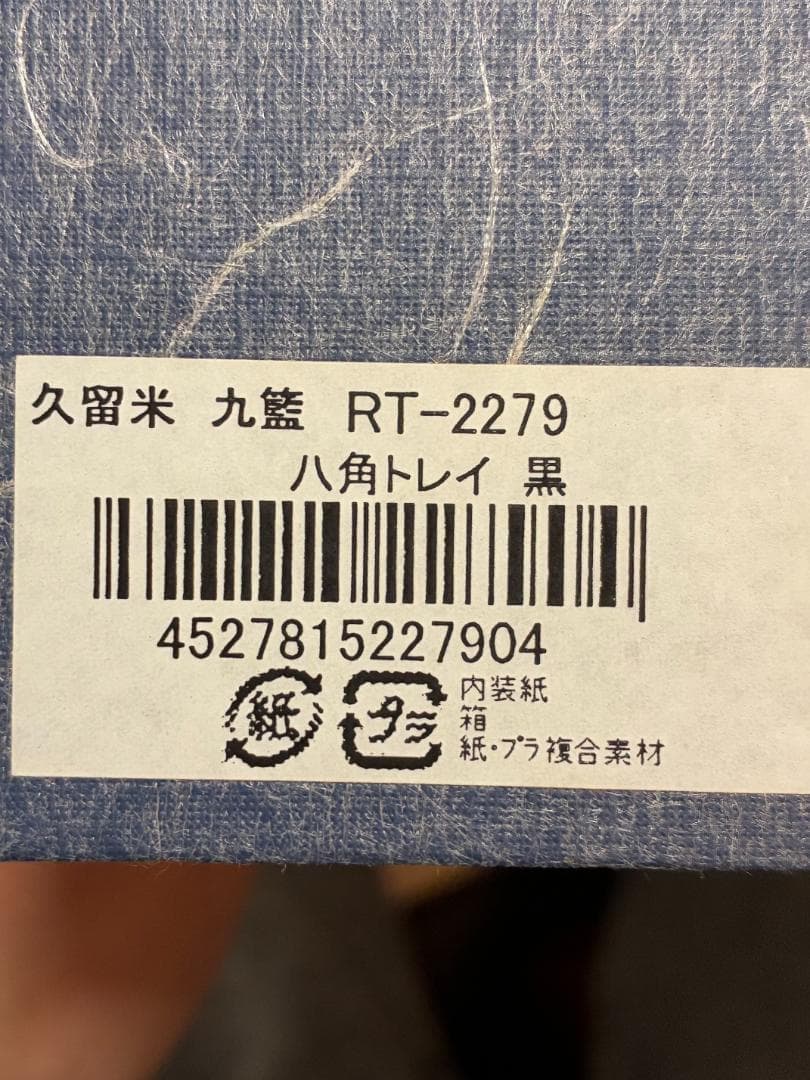 久留米 九籃 RT-2279
八角トレイ 黒
4527815227904
紙 プラ 内装紙
箱
紙・プラ複合素材